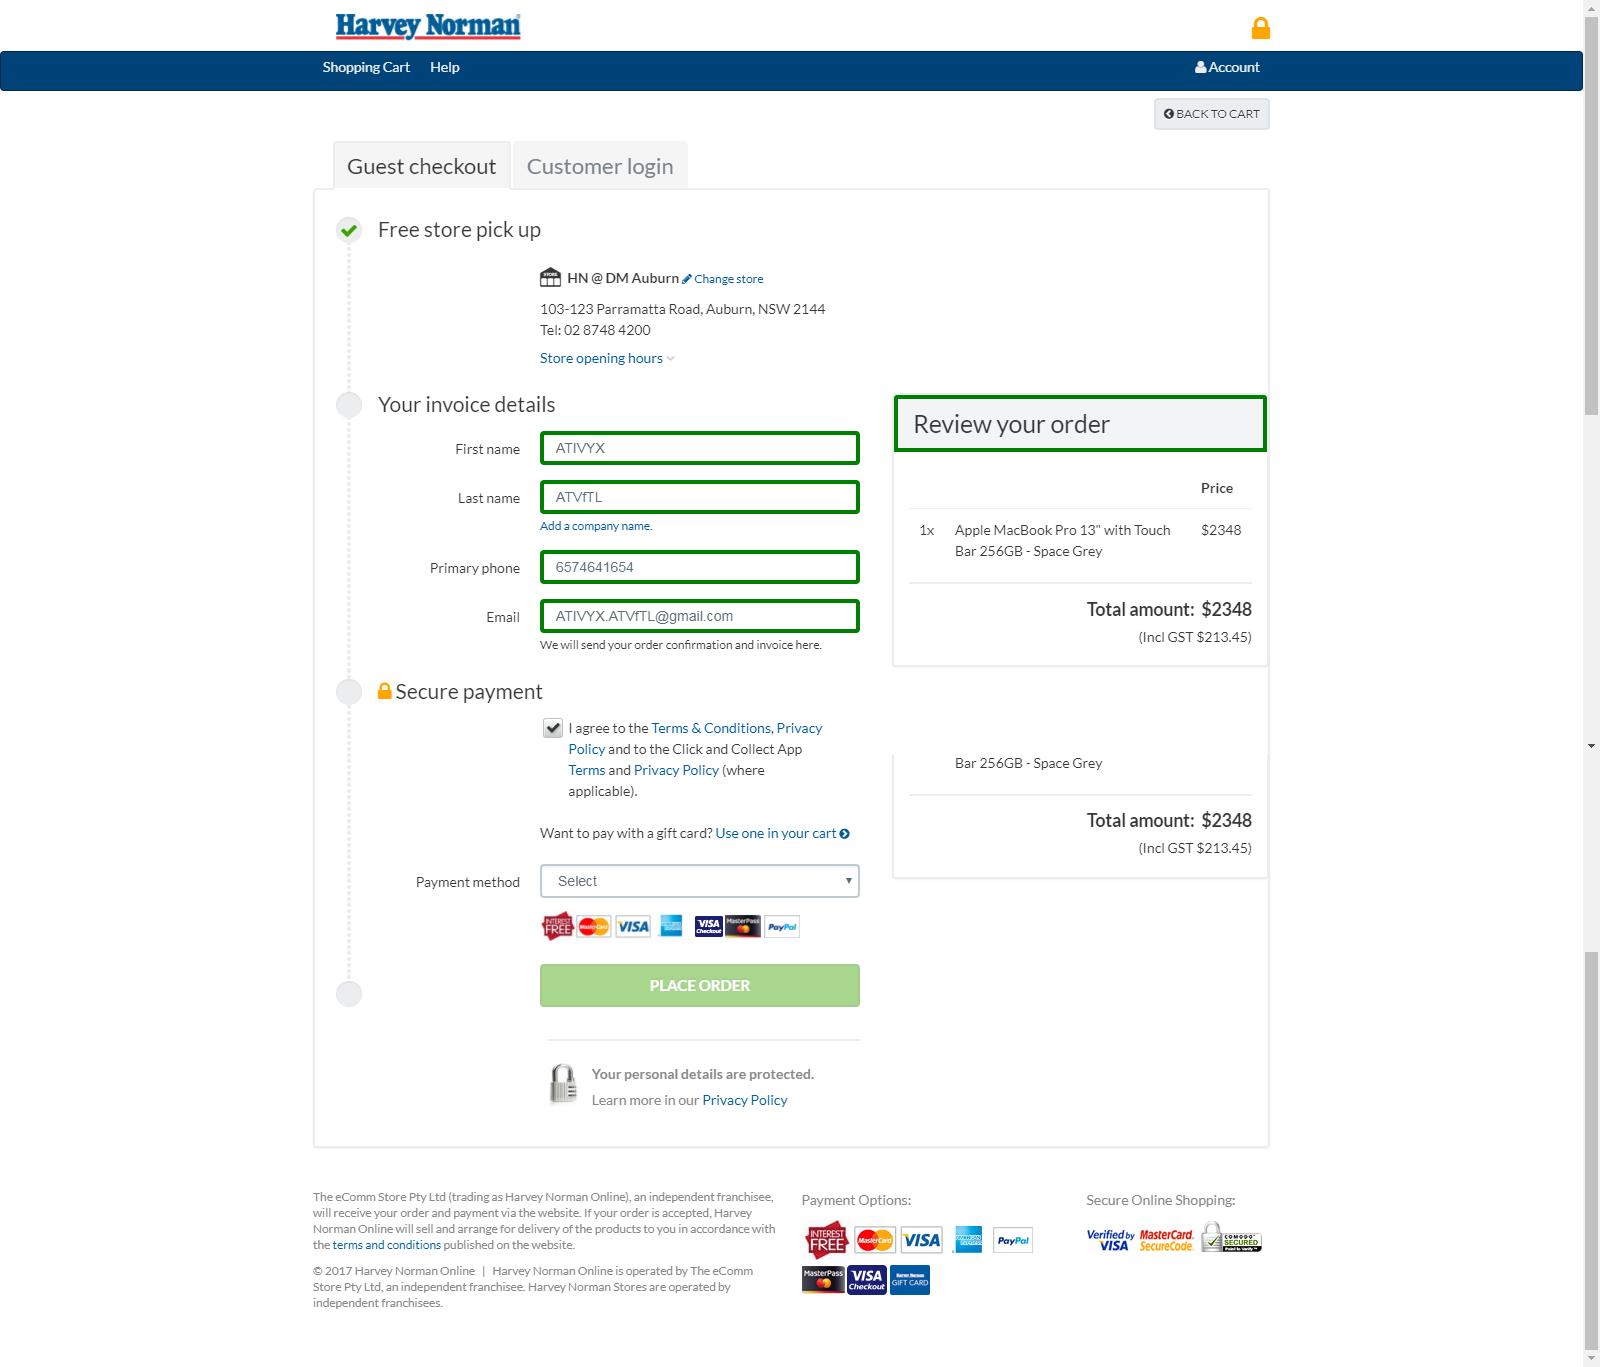 Harvey Norman
Shopping Cart Help Account
BACK TO CART
Guest checkout Customer login
Free store pick up
STORE HN @ DM Auburn Change store
103-123 Parramatta Road, Auburn, NSW 2144
Tel: 02 8748 4200
Store opening hours
Your invoice details
First name ATIVYX
Last name ATVfTL
Add a company name.
Primary phone 6574641654
Email ATIVYX.ATVfTL@gmail.com
We will send your order confirmation and invoice here.
Review your order
Price
1x Apple MacBook Pro 13" with Touch $2348
Bar 256GB - Space Grey
Total amount: $2348
(Incl GST $213.45)
Secure payment
I agree to the Terms & Conditions, Privacy
Policy and to the Click and Collect App
Terms and Privacy Policy (where
applicable).
Bar 256GB - Space Grey
Total amount: $2348
(Incl GST $213.45)
Want to pay with a gift card? Use one in your cart
Payment method Select
INTEREST FREE MasterCard VISA VISA Checkout MasterPass PayPal
PLACE ORDER
Your personal details are protected.
Learn more in our Privacy Policy
The eComm Store Pty Ltd (trading as Harvey Norman Online), an independent franchisee,
will receive your order and payment via the website. If your order is accepted, Harvey
Norman Online will sell and arrange for delivery of the products to you in accordance with
the terms and conditions published on the website.
© 2017 Harvey Norman Online | Harvey Norman Online is operated by The eComm
Store Pty Ltd, an independent franchisee. Harvey Norman Stores are operated by
independent franchisees.
Payment Options:
INTEREST FREE MasterCard VISA AMERICAN EXPRESS PayPal
MasterPass VISA Checkout Harvey Norman GIFT CARD
Secure Online Shopping:
Verified by VISA MasterCard. SecureCode. COMODO SECURED